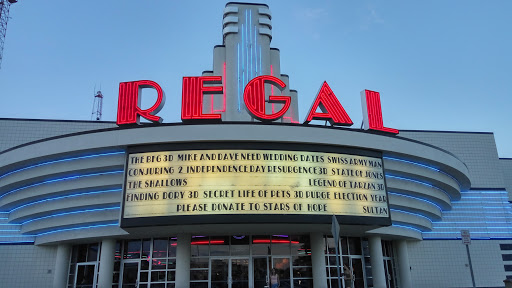 REGAL
THE BFG 3D MIKE AND DAVE NEED WEDDING DATES SWISS ARMY MAN
CONJURING 2 INDEPENDENCE DAY RESURGENCE 3D STATE OF JONES
THE SHALLOWS LEGEND OF TARZAN 3D
FINDING DORY 3D SECRET LIFE OF PETS 3D PURGE ELECTION YEAR
PLEASE DONATE TO STARS OF HOPE SULTAN